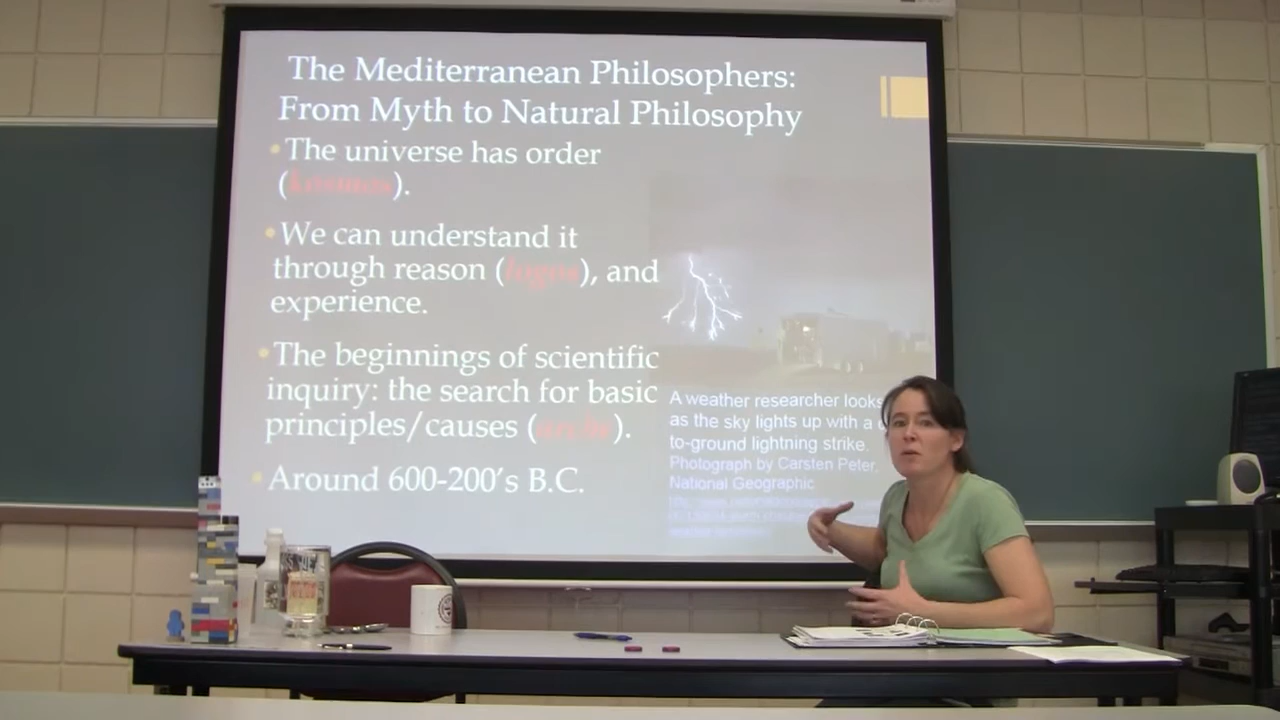 The Mediterranean Philosophers:
From Myth to Natural Philosophy
•The universe has order
(kosmos).
•We can understand it
through reason (logos), and
experience.
•The beginnings of scientific
inquiry: the search for basic
principles/causes (arche).
•Around 600-200's B.C.
A weather researcher looks
as the sky lights up with a
to-ground lightning strike.
Photograph by Carsten Peter,
National Geographic